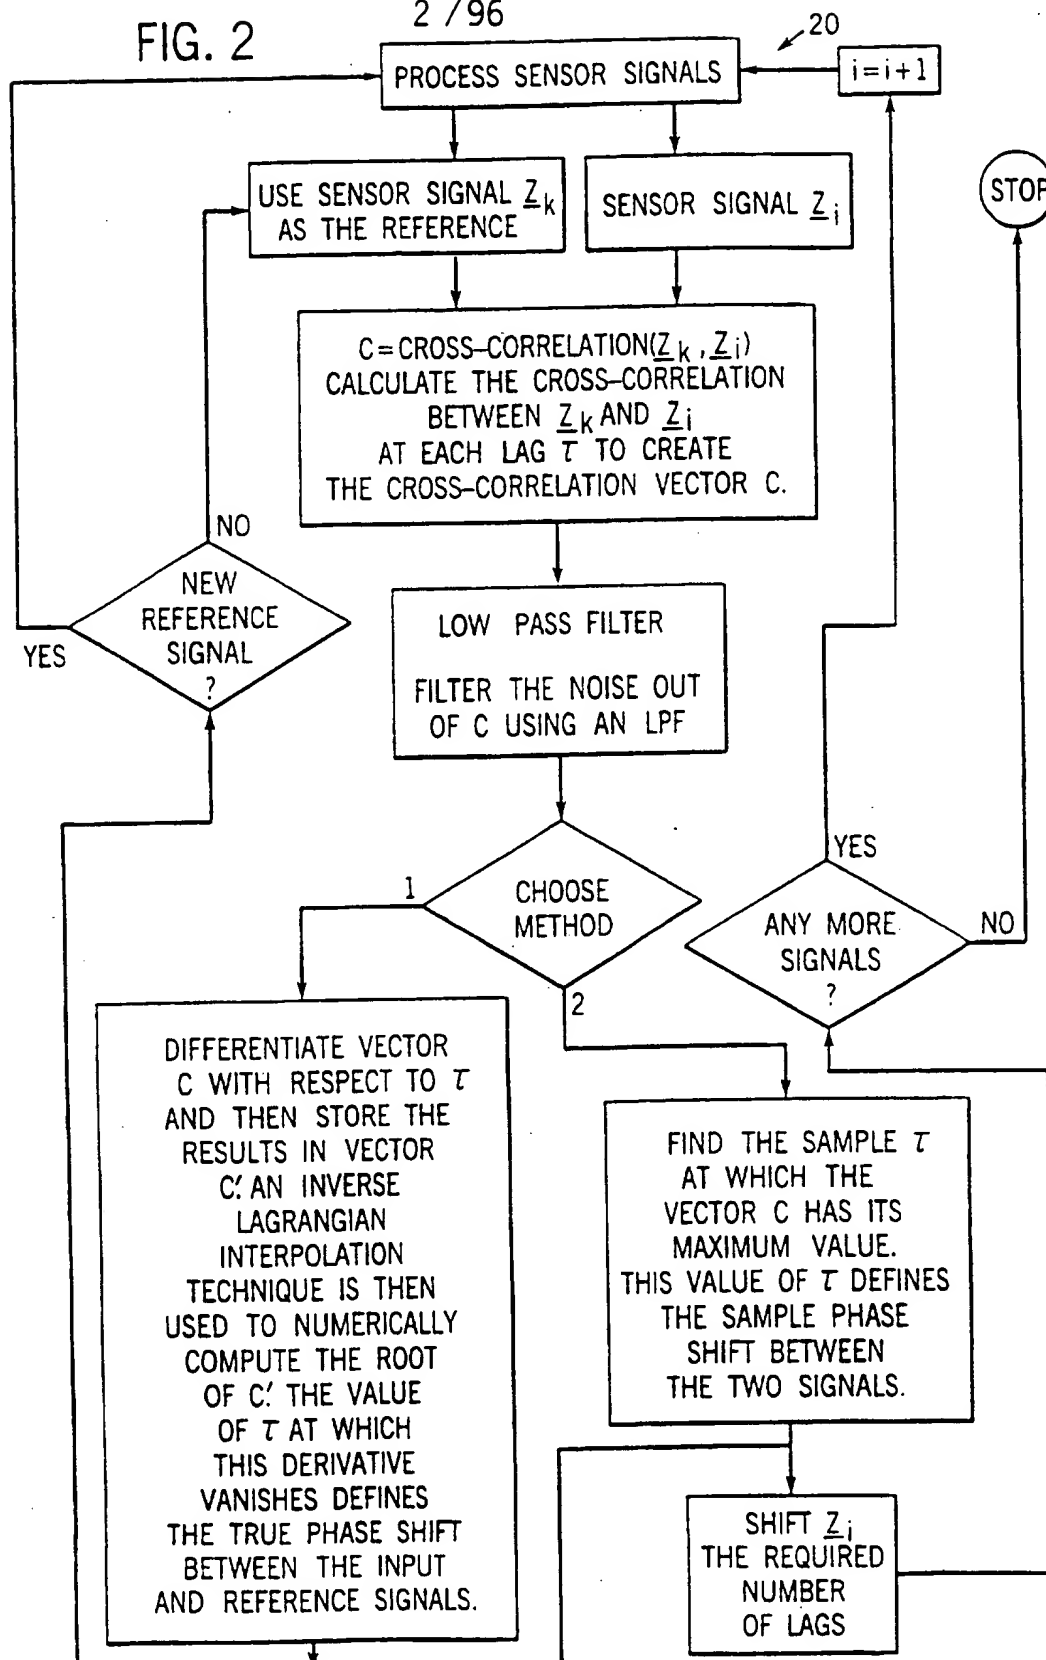 2 / 96
FIG. 2
20
PROCESS SENSOR SIGNALS
i=i+1
USE SENSOR SIGNAL Z_k
AS THE REFERENCE
SENSOR SIGNAL Z_i
STOP
C=CROSS-CORRELATION(Z_k, Z_i)
CALCULATE THE CROSS-CORRELATION
BETWEEN Z_k AND Z_i
AT EACH LAG τ TO CREATE
THE CROSS-CORRELATION VECTOR C.
NO
NEW
REFERENCE
SIGNAL
?
YES
LOW PASS FILTER
FILTER THE NOISE OUT
OF C USING AN LPF
CHOOSE
METHOD
1
2
YES
ANY MORE
SIGNALS
?
NO
DIFFERENTIATE VECTOR
C WITH RESPECT TO τ
AND THEN STORE THE
RESULTS IN VECTOR
C'. AN INVERSE
LAGRANGIAN
INTERPOLATION
TECHNIQUE IS THEN
USED TO NUMERICALLY
COMPUTE THE ROOT
OF C'. THE VALUE
OF τ AT WHICH
THIS DERIVATIVE
VANISHES DEFINES
THE TRUE PHASE SHIFT
BETWEEN THE INPUT
AND REFERENCE SIGNALS.
FIND THE SAMPLE τ
AT WHICH THE
VECTOR C HAS ITS
MAXIMUM VALUE.
THIS VALUE OF τ DEFINES
THE SAMPLE PHASE
SHIFT BETWEEN
THE TWO SIGNALS.
SHIFT Z_i
THE REQUIRED
NUMBER
OF LAGS